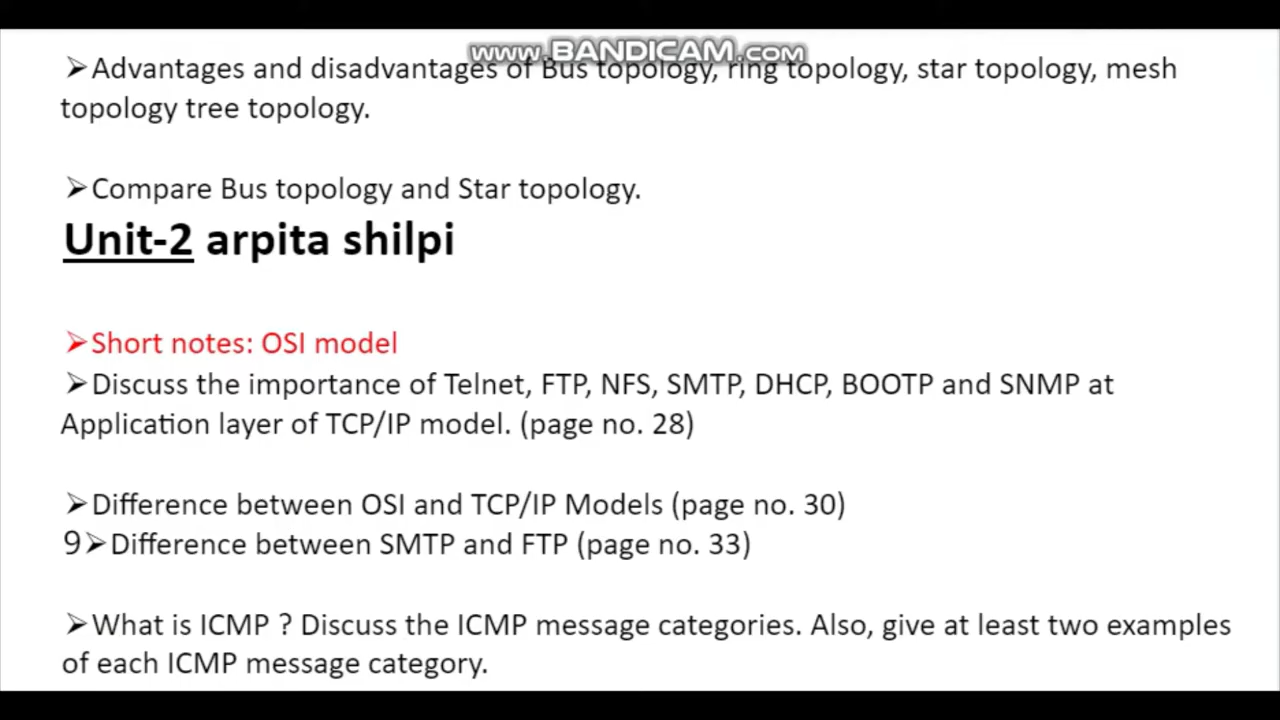 www.BANDICAM.com
➢Advantages and disadvantages of Bus topology, ring topology, star topology, mesh
topology tree topology.
➢Compare Bus topology and Star topology.
Unit-2 arpita shilpi
➢Short notes: OSI model
➢Discuss the importance of Telnet, FTP, NFS, SMTP, DHCP, BOOTP and SNMP at
Application layer of TCP/IP model. (page no. 28)
➢Difference between OSI and TCP/IP Models (page no. 30)
9➢Difference between SMTP and FTP (page no. 33)
➢What is ICMP ? Discuss the ICMP message categories. Also, give at least two examples
of each ICMP message category.